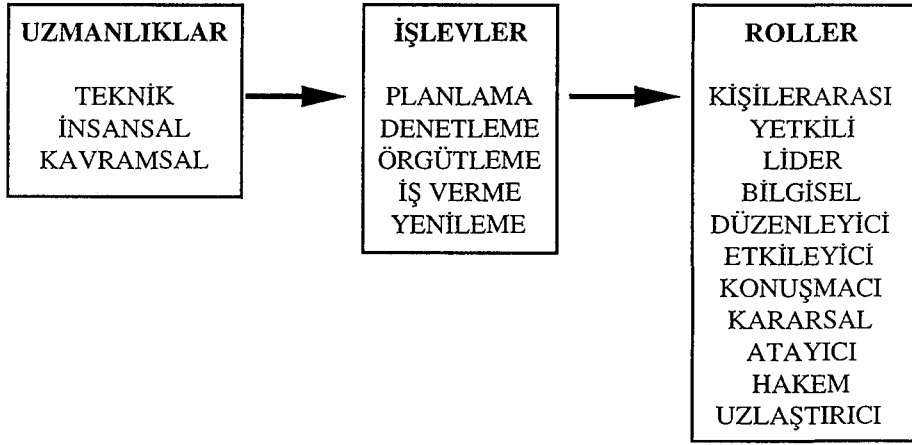 UZMANLIKLAR
TEKNİK
İNSANSAL
KAVRAMSAL
İŞLEVLER
PLANLAMA
DENETLEME
ÖRGÜTLEME
İŞ VERME
YENİLEME
ROLLER
KİŞİLERARASI
YETKİLİ
LİDER
BİLGİSEL
DÜZENLEYİCİ
ETKİLEYİCİ
KONUŞMACI
KARARSAL
ATAYICI
HAKEM
UZLAŞTIRICI